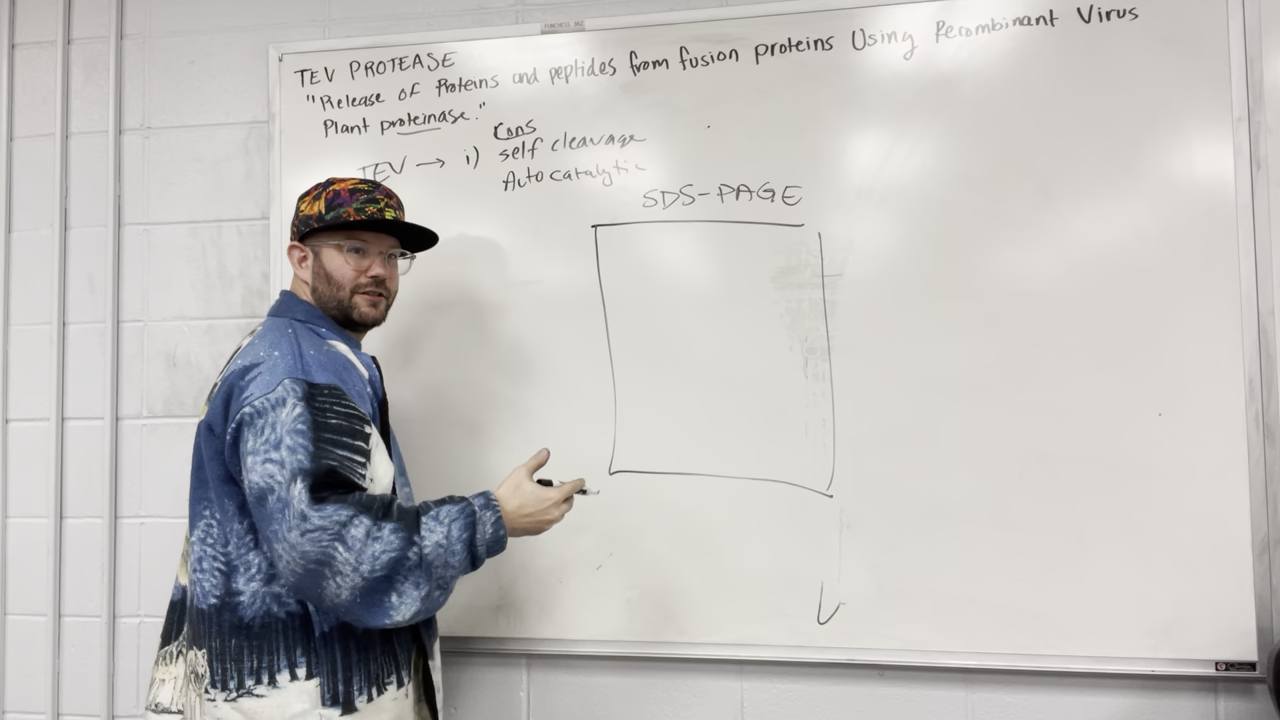 TEV PROTEASE
"Release of Proteins and peptides from fusion proteins Using Recombinant Virus
Plant proteinase."
Cons
TEV → i) self cleavage
Autocatalytic
SDS-PAGE